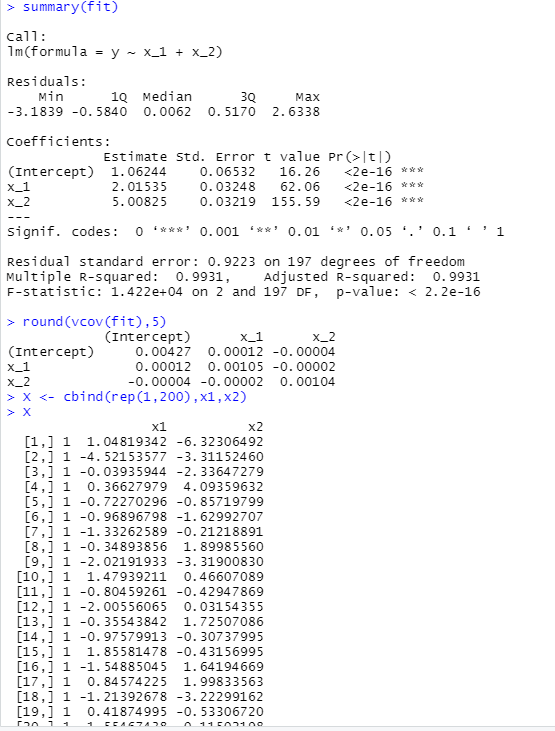 > summary(fit)
Call:
lm(formula = y ~ x_1 + x_2)
Residuals:
Min 1Q Median 3Q Max
-3.1839 -0.5840 0.0062 0.5170 2.6338
Coefficients:
Estimate Std. Error t value Pr(>|t|)
(Intercept) 1.06244 0.06532 16.26 <2e-16 ***
x_1 2.01535 0.03248 62.06 <2e-16 ***
x_2 5.00825 0.03219 155.59 <2e-16 ***
---
Signif. codes: 0 ‘***’ 0.001 ‘**’ 0.01 ‘*’ 0.05 ‘.’ 0.1 ‘ ’ 1
Residual standard error: 0.9223 on 197 degrees of freedom
Multiple R-squared: 0.9931, Adjusted R-squared: 0.9931
F-statistic: 1.422e+04 on 2 and 197 DF, p-value: < 2.2e-16
> round(vcov(fit),5)
(Intercept) x_1 x_2
(Intercept) 0.00427 0.00012 -0.00004
x_1 0.00012 0.00105 -0.00002
x_2 -0.00004 -0.00002 0.00104
> X <- cbind(rep(1,200),x1,x2)
> X
x1 x2
[1,] 1 1.04819342 -6.32306492
[2,] 1 -4.52153577 -3.31152460
[3,] 1 -0.03935944 -2.33647279
[4,] 1 0.36627979 4.09359632
[5,] 1 -0.72270296 -0.85719799
[6,] 1 -0.96896798 -1.62992707
[7,] 1 -1.33262589 -0.21218891
[8,] 1 -0.34893856 1.89985560
[9,] 1 -2.02191933 -3.31900830
[10,] 1 1.47939211 0.46607089
[11,] 1 -0.80459261 -0.42947869
[12,] 1 -2.00556065 0.03154355
[13,] 1 -0.35543842 1.72507086
[14,] 1 -0.97579913 -0.30737995
[15,] 1 1.85581478 -0.43156995
[16,] 1 -1.54885045 1.64194669
[17,] 1 0.84574225 1.99833563
[18,] 1 -1.21392678 -3.22299162
[19,] 1 0.41874995 -0.53306720